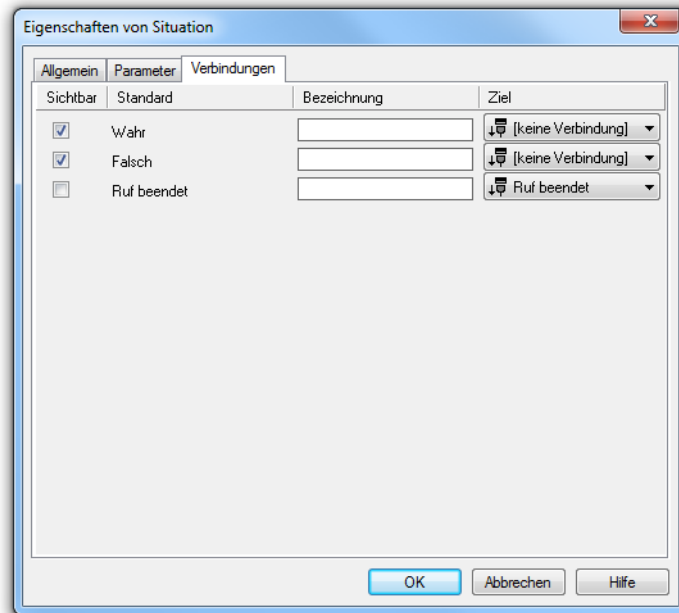 Eigenschaften von Situation
Allgemein Parameter Verbindungen
Sichtbar Standard Bezeichnung Ziel
Wahr [keine Verbindung]
Falsch [keine Verbindung]
Ruf beendet Ruf beendet
OK Abbrechen Hilfe